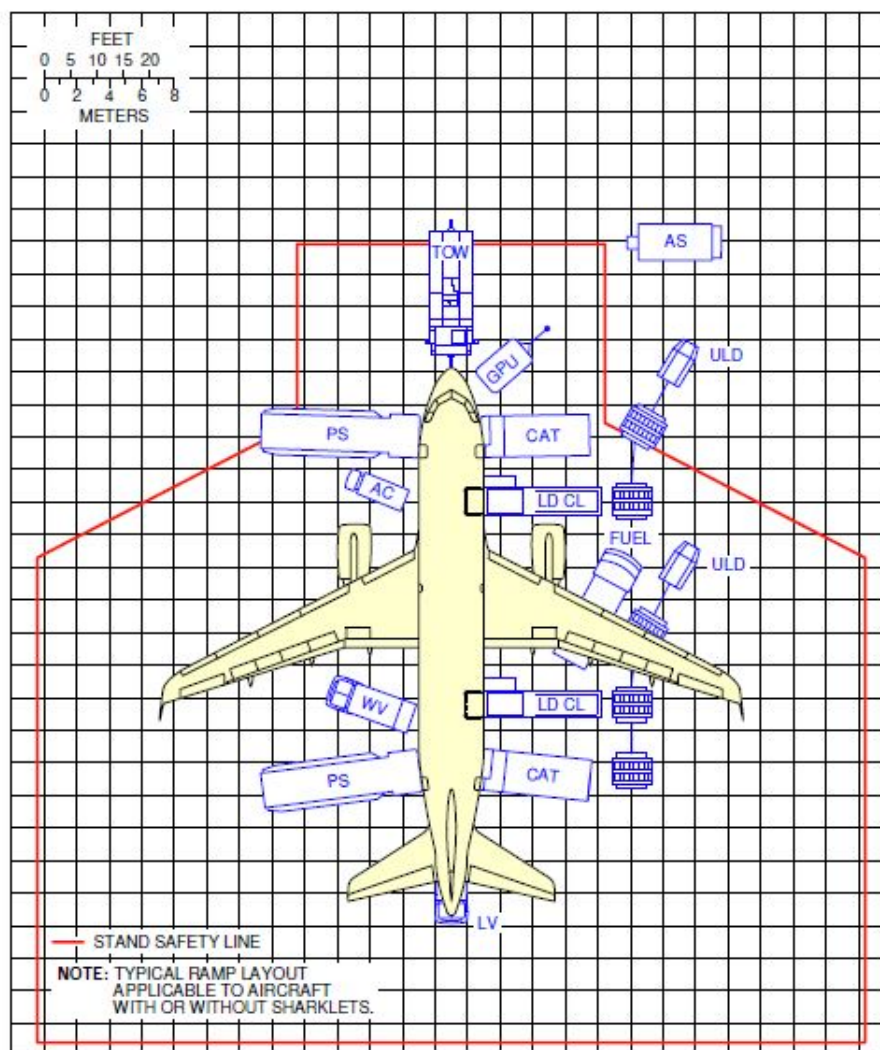 FEET
0 5 10 15 20
0 2 4 6 8
METERS
TOW
AS
GPU
ULD
PS
CAT
AC
LD CL
FUEL
ULD
WV
LD CL
PS
CAT
LV
STAND SAFETY LINE
NOTE: TYPICAL RAMP LAYOUT
APPLICABLE TO AIRCRAFT
WITH OR WITHOUT SHARKLETS.